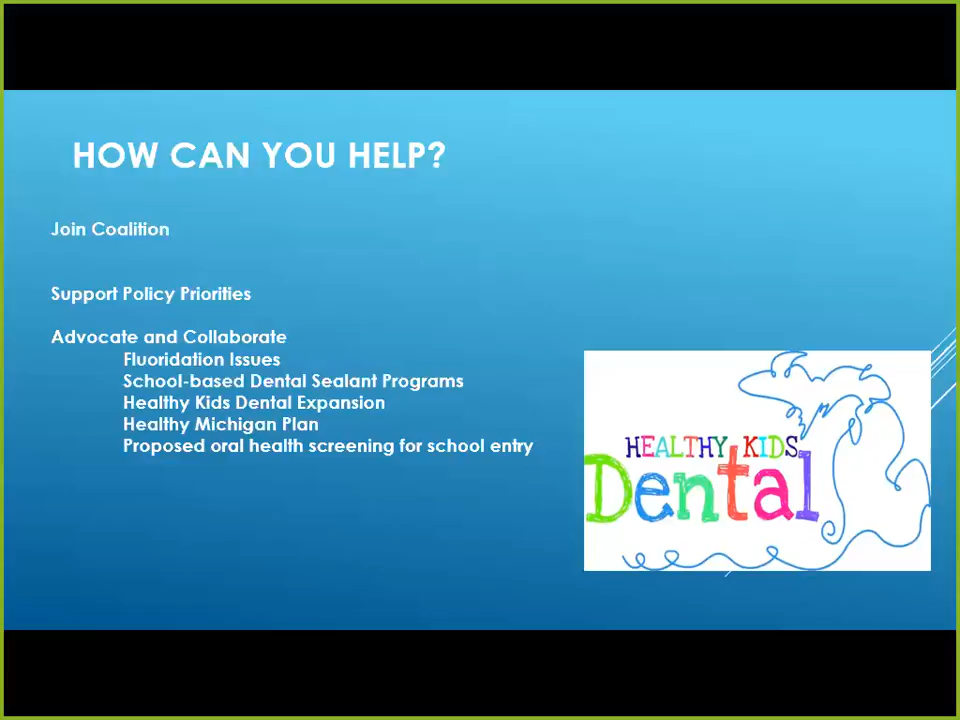 HOW CAN YOU HELP?
Join Coalition
Support Policy Priorities
Advocate and Collaborate
Fluoridation Issues
School-based Dental Sealant Programs
Healthy Kids Dental Expansion
Healthy Michigan Plan
Proposed oral health screening for school entry
HEALTHY KIDS
Dental